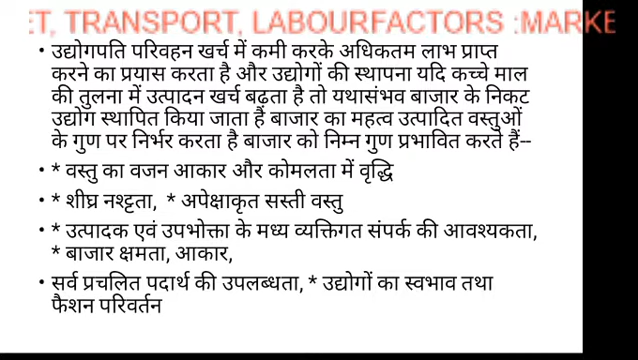 ET, TRANSPORT, LABOURFACTORS :MARKE
• उद्योगपति परिवहन खर्च में कमी करके अधिकतम लाभ प्राप्त
करने का प्रयास करता है और उद्योगों की स्थापना यदि कच्चे माल
की तुलना में उत्पादन खर्च बढ़ता है तो यथासंभव बाजार के निकट
उद्योग स्थापित किया जाता है बाजार का महत्व उत्पादित वस्तुओं
के गुण पर निर्भर करता है बाजार को निम्न गुण प्रभावित करते हैं--
• * वस्तु का वजन आकार और कोमलता में वृद्धि
• * शीघ्र नश्ट्टता, * अपेक्षाकृत सस्ती वस्तु
• * उत्पादक एवं उपभोक्ता के मध्य व्यक्तिगत संपर्क की आवश्यकता,
* बाजार क्षमता, आकार,
• सर्व प्रचलित पदार्थ की उपलब्धता, * उद्योगों का स्वभाव तथा
फैशन परिवर्तन